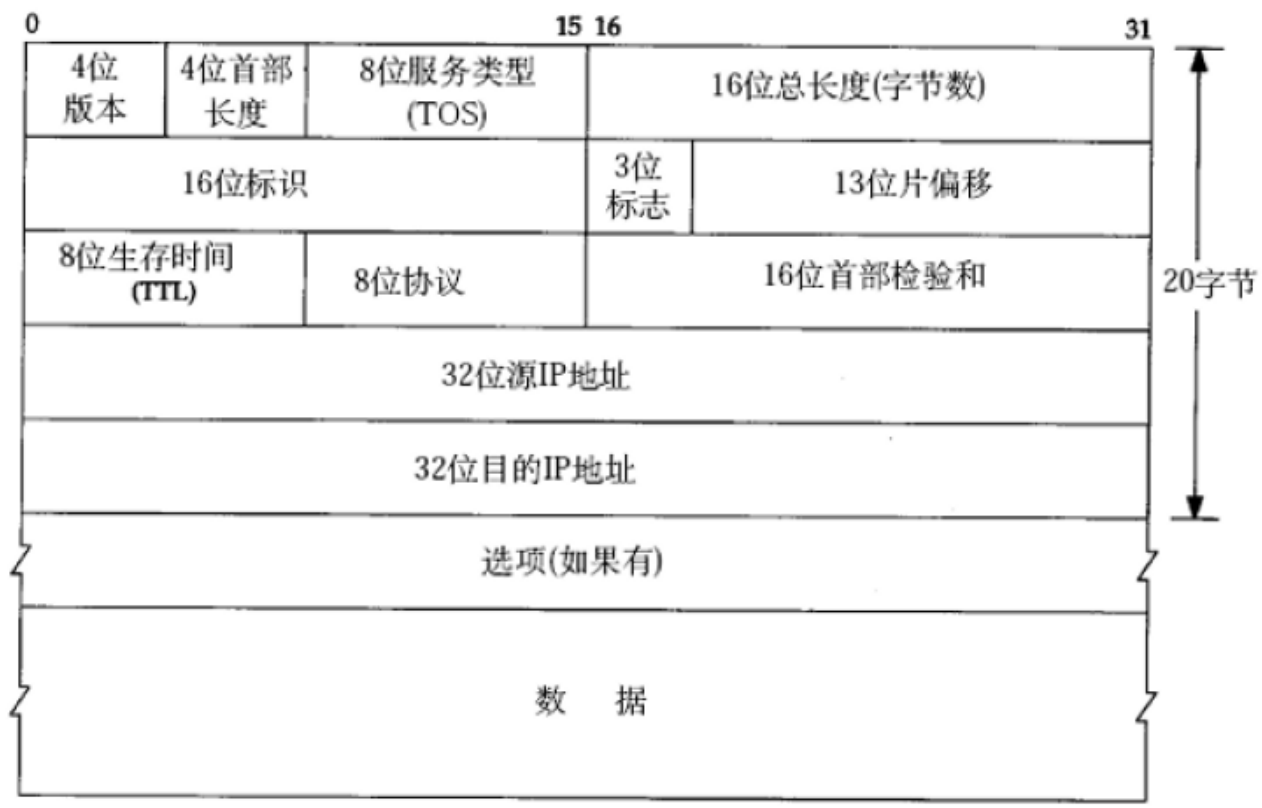 0 15 16 31
4位
版本
4位首部
长度
8位服务类型
(TOS)
16位总长度(字节数)
16位标识
3位
标志
13位片偏移
8位生存时间
(TTL)
8位协议
16位首部检验和
20字节
32位源IP地址
32位目的IP地址
选项(如果有)
数 据